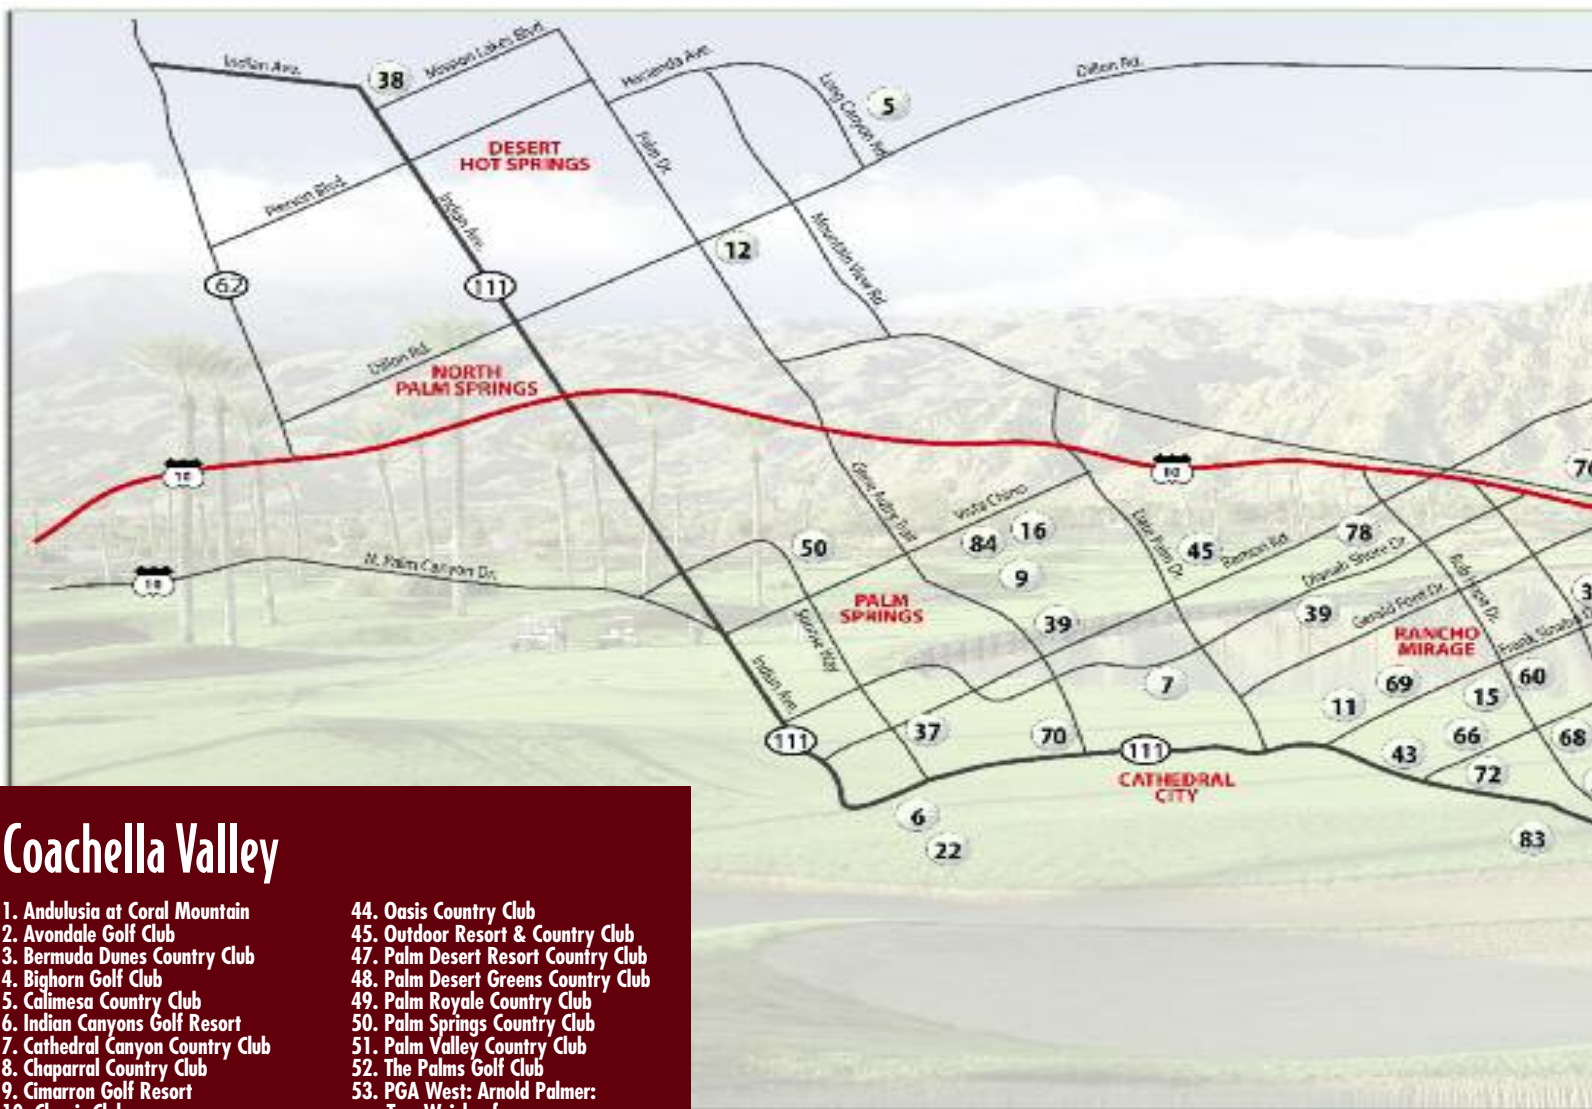 Indian Ave.
38
Mission Lakes Blvd.
Hacienda Ave.
Long Canyon Rd.
5
Dillon Rd.
DESERT
HOT SPRINGS
Palm Dr.
Pierson Blvd.
Indian Ave.
12
Mountain View Rd.
62
111
Dillon Rd.
NORTH
PALM SPRINGS
10
10
Gene Autry Trail
Vista Chino
84
16
50
9
Date Palm Dr.
45
Ramon Rd.
78
Dinah Shore Dr.
Bob Hope Dr.
10
N. Palm Canyon Dr.
PALM
SPRINGS
Sunrise Way
39
39
Gerald Ford Dr.
RANCHO
MIRAGE
Frank Sinatra
Indian Ave.
7
69
11
15
60
37
70
66
68
43
72
111
111
CATHEDRAL
CITY
6
22
83
Coachella Valley
1. Andulusia at Coral Mountain
2. Avondale Golf Club
3. Bermuda Dunes Country Club
4. Bighorn Golf Club
5. Calimesa Country Club
6. Indian Canyons Golf Resort
7. Cathedral Canyon Country Club
8. Chaparral Country Club
9. Cimarron Golf Resort
44. Oasis Country Club
45. Outdoor Resort & Country Club
47. Palm Desert Resort Country Club
48. Palm Desert Greens Country Club
49. Palm Royale Country Club
50. Palm Springs Country Club
51. Palm Valley Country Club
52. The Palms Golf Club
53. PGA West: Arnold Palmer: